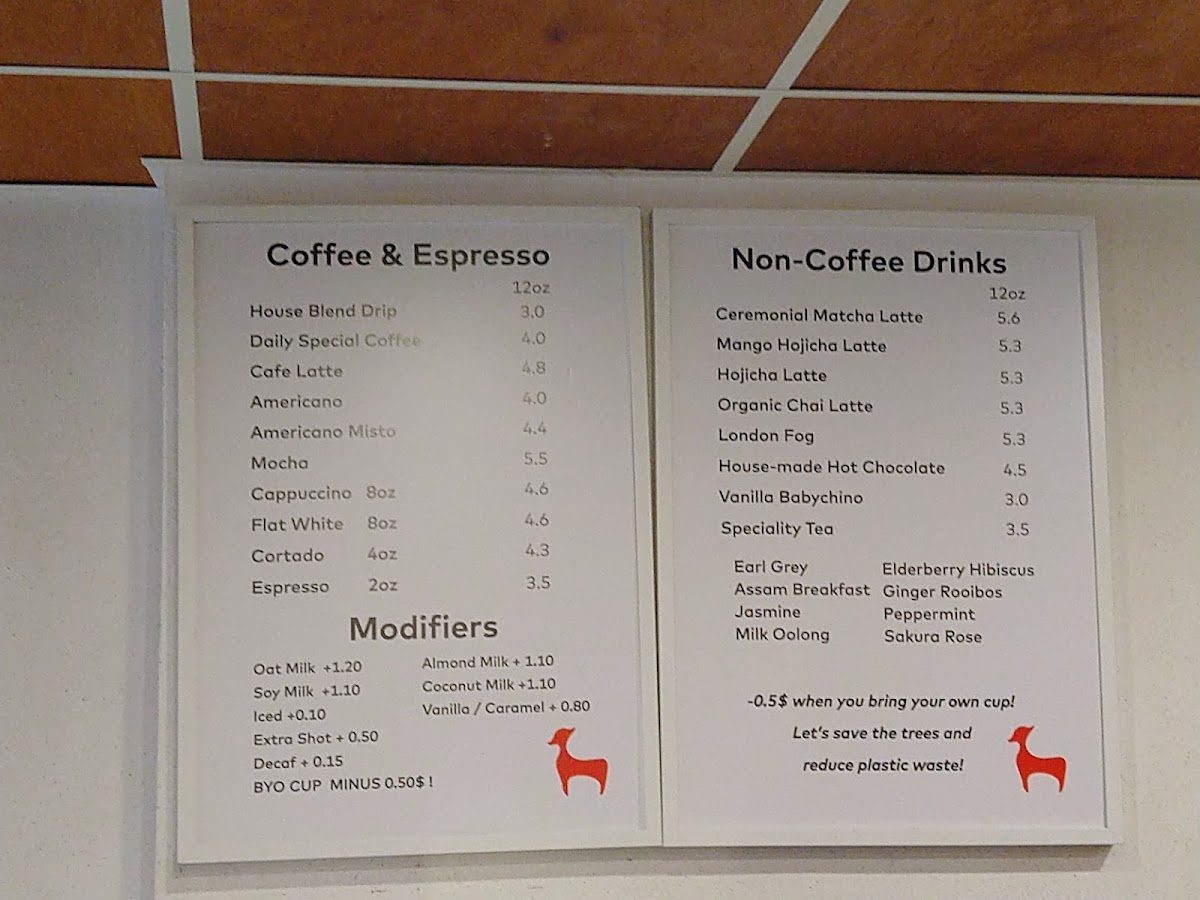 Coffee & Espresso
12oz
House Blend Drip 3.0
Daily Special Coffee 4.0
Cafe Latte 4.8
Americano 4.0
Americano Misto 4.4
Mocha 5.5
Cappuccino 8oz 4.6
Flat White 8oz 4.6
Cortado 4oz 4.3
Espresso 2oz 3.5
Modifiers
Oat Milk +1.20 Almond Milk + 1.10
Soy Milk +1.10 Coconut Milk +1.10
Iced +0.10 Vanilla / Caramel + 0.80
Extra Shot + 0.50
Decaf + 0.15
BYO CUP MINUS 0.50$ !
Non-Coffee Drinks
12oz
Ceremonial Matcha Latte 5.6
Mango Hojicha Latte 5.3
Hojicha Latte 5.3
Organic Chai Latte 5.3
London Fog 5.3
House-made Hot Chocolate 4.5
Vanilla Babychino 3.0
Speciality Tea 3.5
Earl Grey Elderberry Hibiscus
Assam Breakfast Ginger Rooibos
Jasmine Peppermint
Milk Oolong Sakura Rose
-0.5$ when you bring your own cup!
Let's save the trees and
reduce plastic waste!